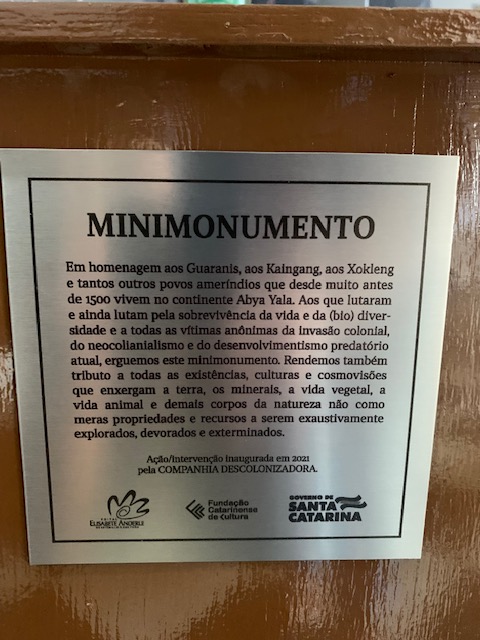 MINIMONUMENTO
Em homenagem aos Guaranis, aos Kaingang, aos Xokleng
e tantos outros povos ameríndios que desde muito antes
de 1500 vivem no continente Abya Yala. Aos que lutaram
e ainda lutam pela sobrevivência da vida e da (bio) diver-
sidade e a todas as vítimas anônimas da invasão colonial,
do neocolianialismo e do desenvolvimentismo predatório
atual, erguemos este minimonumento. Rendemos também
tributo a todas as existências, culturas e cosmovisões
que enxergam a terra, os minerais, a vida vegetal, a
vida animal e demais corpos da natureza não como
meras propriedades e recursos a serem exaustivamente
explorados, devorados e exterminados.
Ação/Intervenção inaugurada em 2021
pela COMPANHIA DESCOLONIZADORA.
ELISABETE ANDERLE
Fundação
Catarinense
de Cultura
GOVERNO DE
SANTA
CATARINA